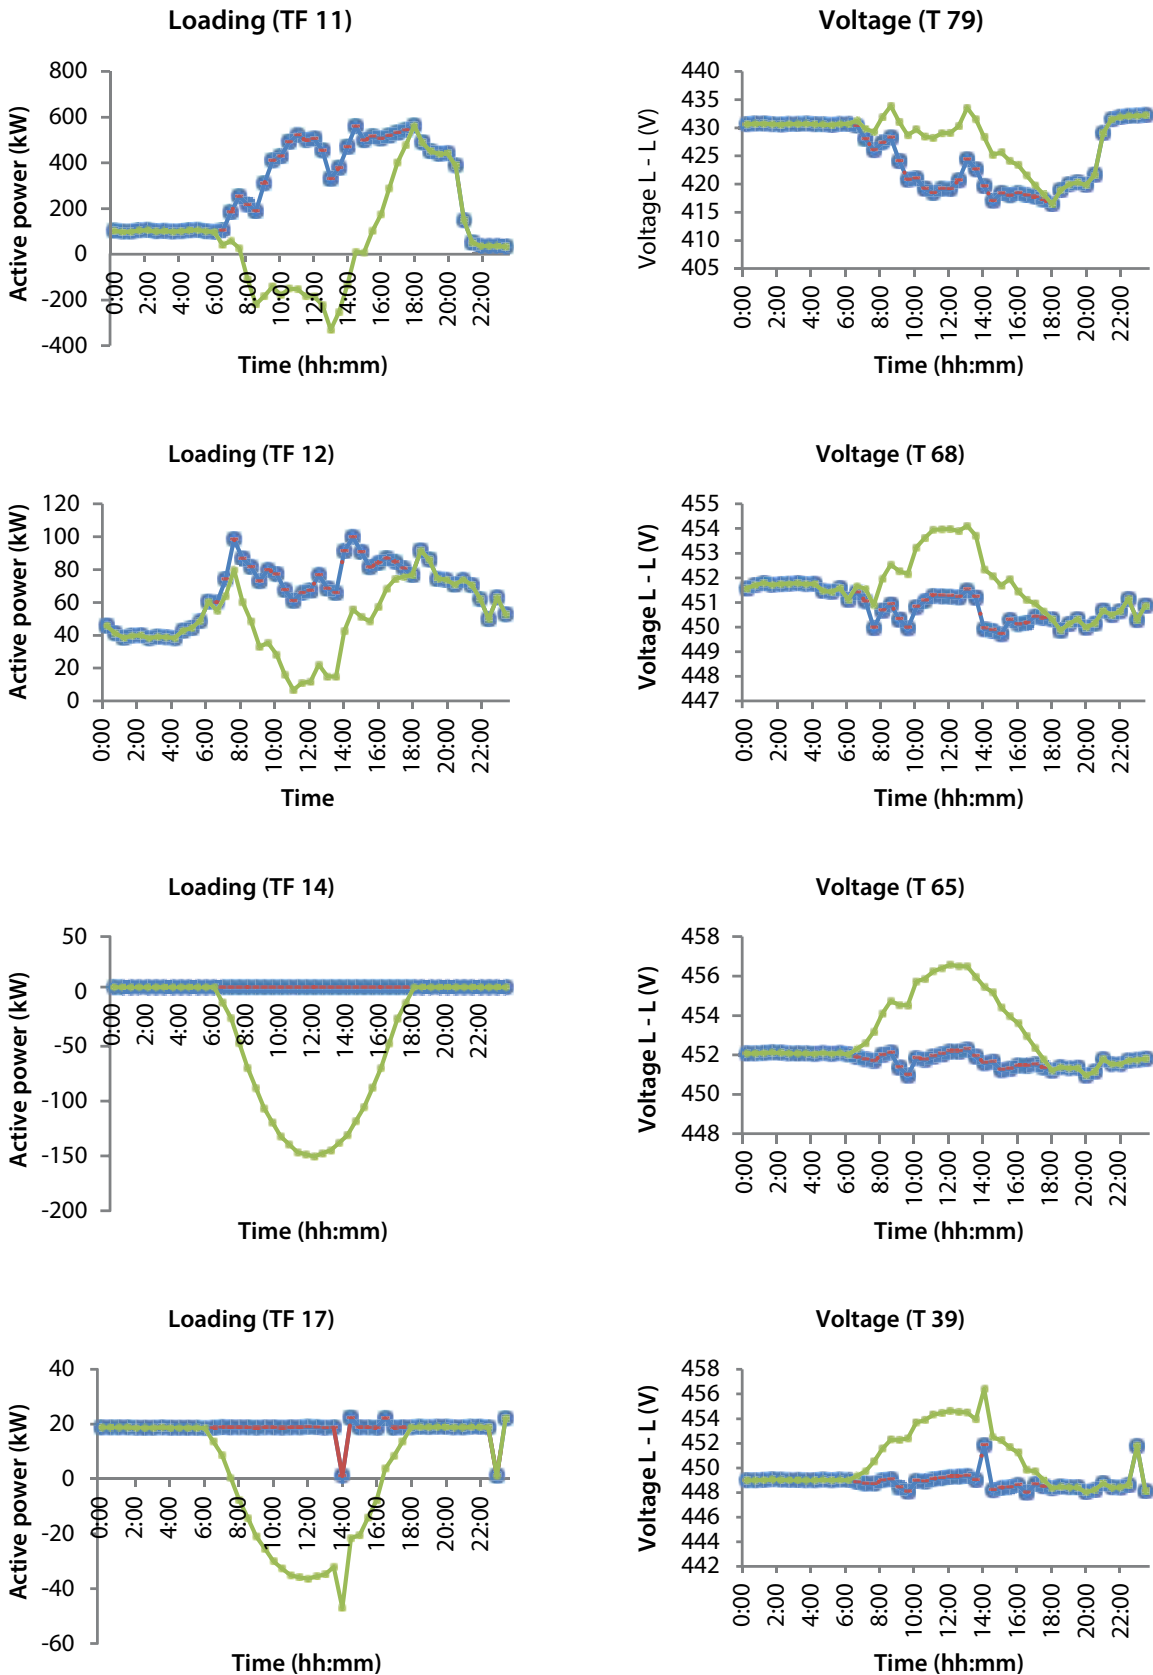 Loading (TF 11)
Active power (kW)
800
600
400
200
0
-200
-400
0:00 2:00 4:00 6:00 8:00 10:00 12:00 14:00 16:00 18:00 20:00 22:00
Time (hh:mm)
Voltage (T 79)
Voltage L - L (V)
440
435
430
425
420
415
410
405
0:00 2:00 4:00 6:00 8:00 10:00 12:00 14:00 16:00 18:00 20:00 22:00
Time (hh:mm)
Loading (TF 12)
Active power (kW)
120
100
80
60
40
20
0
0:00 2:00 4:00 6:00 8:00 10:00 12:00 14:00 16:00 18:00 20:00 22:00
Time
Voltage (T 68)
Voltage L - L (V)
455
454
453
452
451
450
449
448
447
0:00 2:00 4:00 6:00 8:00 10:00 12:00 14:00 16:00 18:00 20:00 22:00
Time (hh:mm)
Loading (TF 14)
Active power (kW)
50
0
-50
-100
-150
-200
0:00 2:00 4:00 6:00 8:00 10:00 12:00 14:00 16:00 18:00 20:00 22:00
Time (hh:mm)
Voltage (T 65)
Voltage L - L (V)
458
456
454
452
450
448
0:00 2:00 4:00 6:00 8:00 10:00 12:00 14:00 16:00 18:00 20:00 22:00
Time (hh:mm)
Loading (TF 17)
Active power (kW)
40
20
0
-20
-40
-60
0:00 2:00 4:00 6:00 8:00 10:00 12:00 14:00 16:00 18:00 20:00 22:00
Time (hh:mm)
Voltage (T 39)
Voltage L - L (V)
458
456
454
452
450
448
446
444
442
0:00 2:00 4:00 6:00 8:00 10:00 12:00 14:00 16:00 18:00 20:00 22:00
Time (hh:mm)